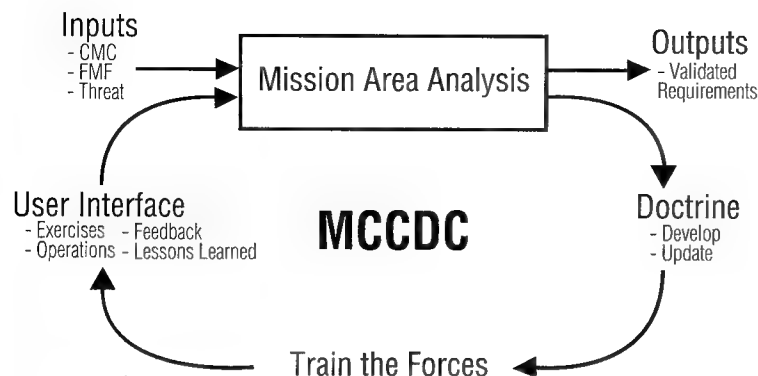 Inputs
- CMC
- FMF
- Threat
Mission Area Analysis
Outputs
- Validated
Requirements
User Interface
- Exercises - Feedback
- Operations - Lessons Learned
MCCDC
Doctrine
- Develop
- Update
Train the Forces